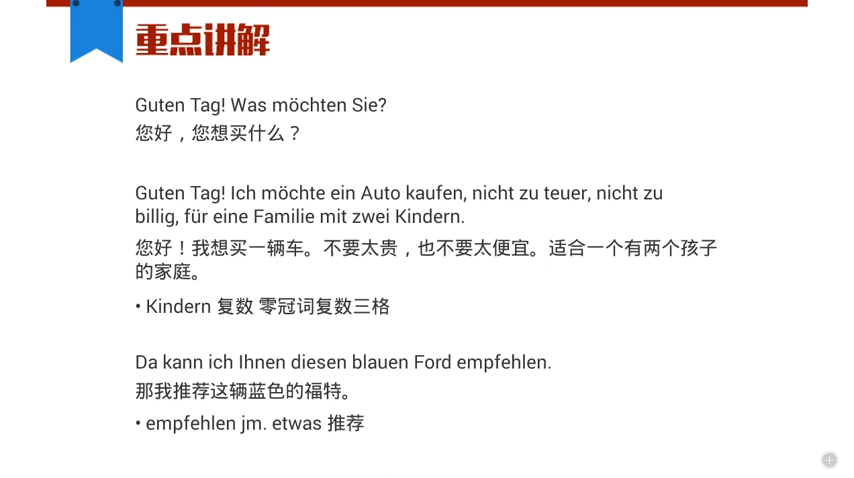 重点讲解
Guten Tag! Was möchten Sie?
您好，您想买什么？
Guten Tag! Ich möchte ein Auto kaufen, nicht zu teuer, nicht zu
billig, für eine Familie mit zwei Kindern.
您好！我想买一辆车。不要太贵，也不要太便宜。适合一个有两个孩子
的家庭。
• Kindern 复数 零冠词复数三格
Da kann ich Ihnen diesen blauen Ford empfehlen.
那我推荐这辆蓝色的福特。
• empfehlen jm. etwas 推荐